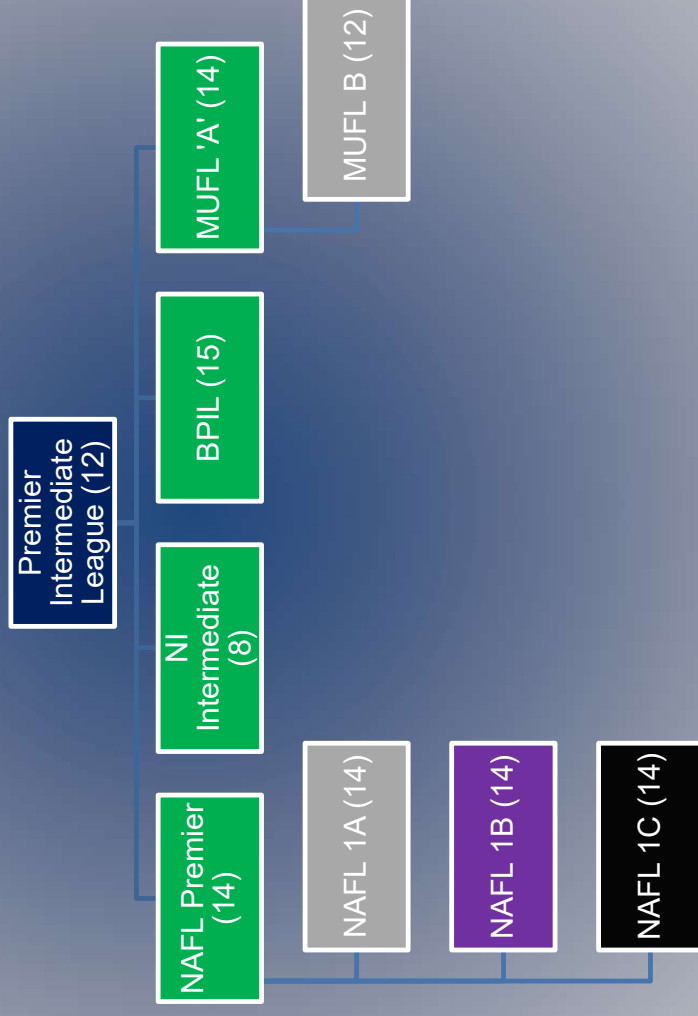 Premier
Intermediate
League (12)
NAFL Premier
(14)
NI
Intermediate
(8)
BPIL (15)
MUFL 'A' (14)
NAFL 1A (14)
MUFL B (12)
NAFL 1B (14)
NAFL 1C (14)